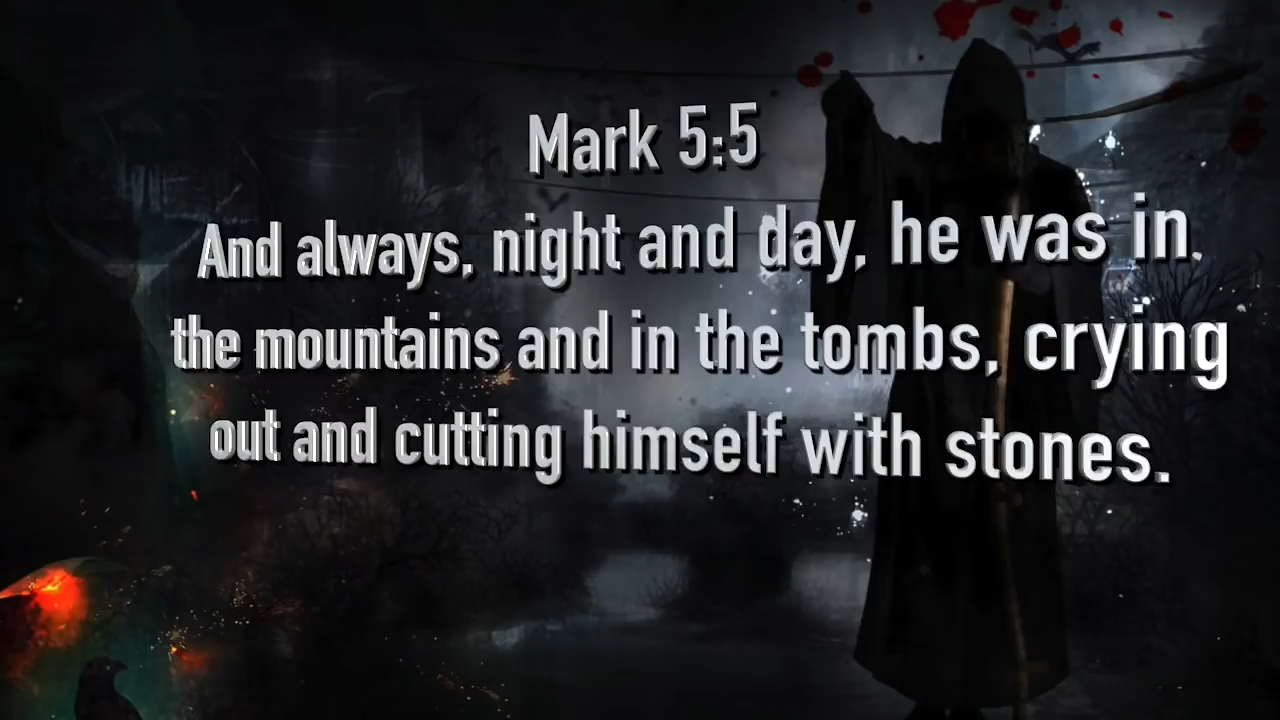 Mark 5:5
And always, night and day, he was in.
the mountains and in the tombs, crying
out and cutting himself with stones.